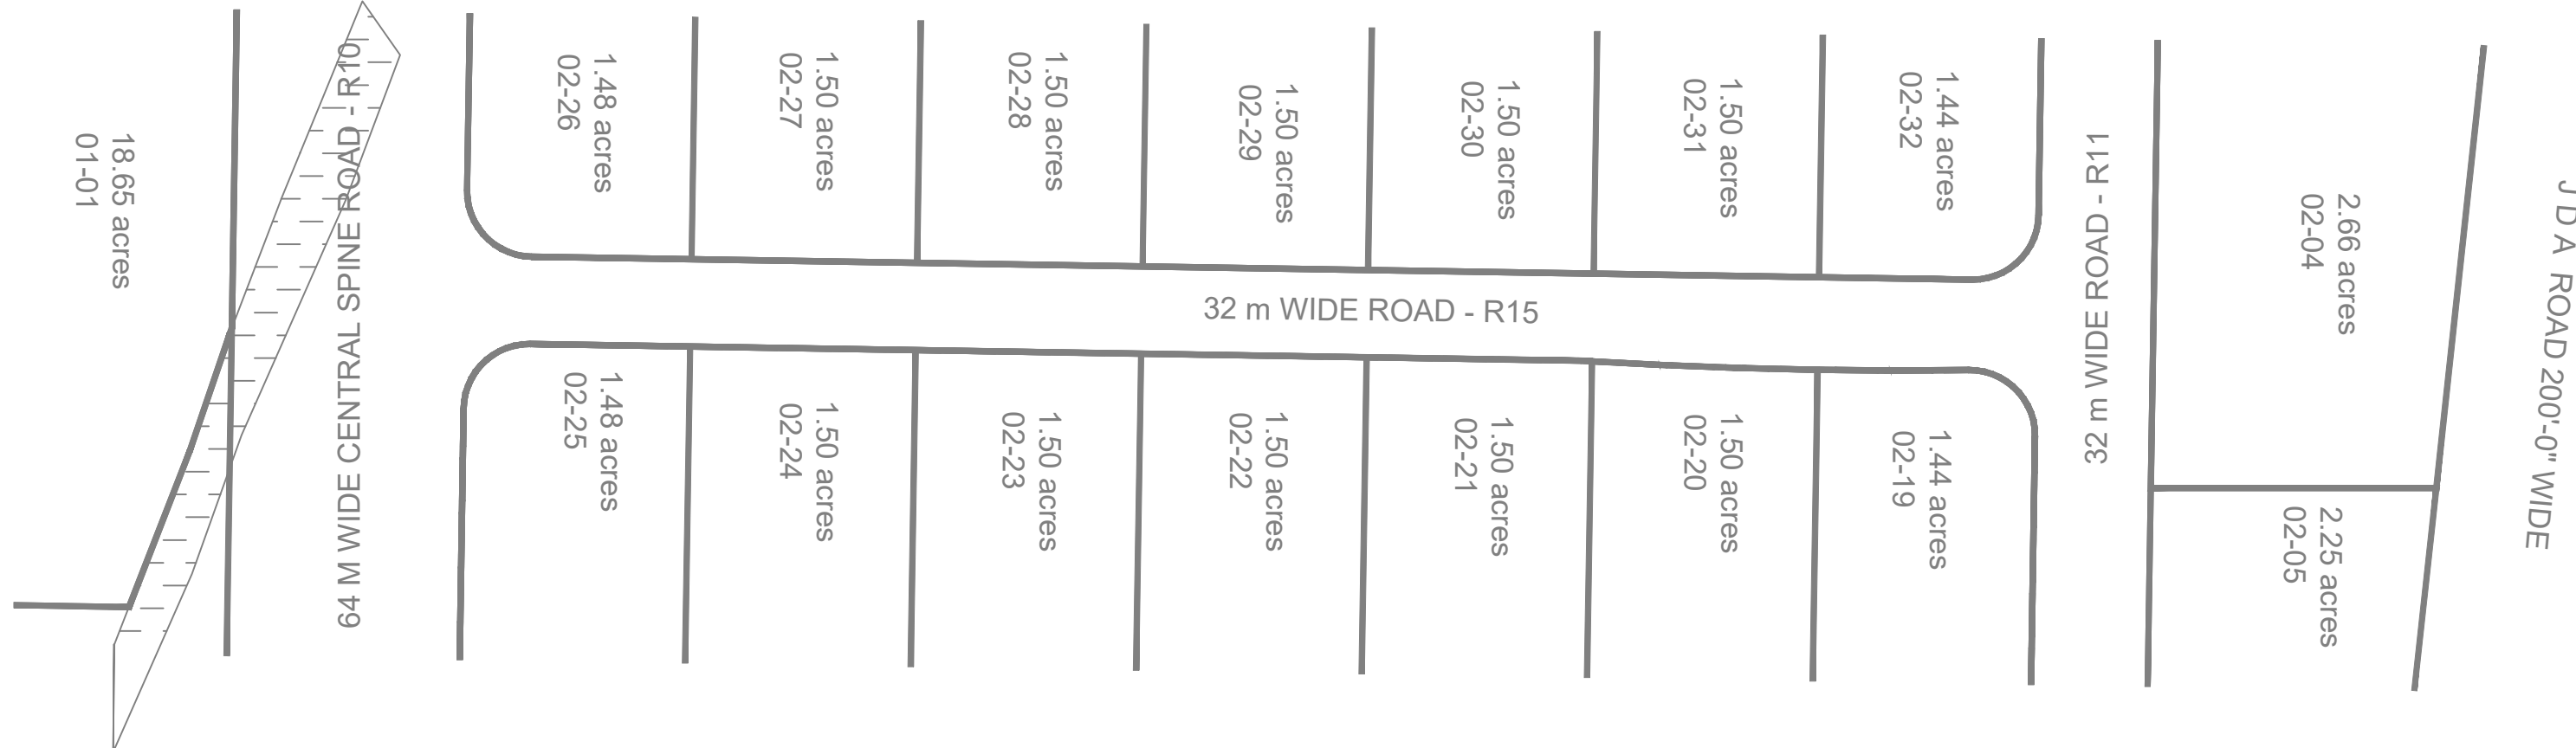 18.65 acres
01-01
64 M WIDE CENTRAL SPINE ROAD - R10
1.48 acres
02-26
1.50 acres
02-27
1.50 acres
02-28
1.50 acres
02-29
1.50 acres
02-30
1.50 acres
02-31
1.44 acres
02-32
32 m WIDE ROAD - R11
2.66 acres
02-04
J D A ROAD 200'-0" WIDE
32 m WIDE ROAD - R15
1.48 acres
02-25
1.50 acres
02-24
1.50 acres
02-23
1.50 acres
02-22
1.50 acres
02-21
1.50 acres
02-20
1.44 acres
02-19
2.25 acres
02-05